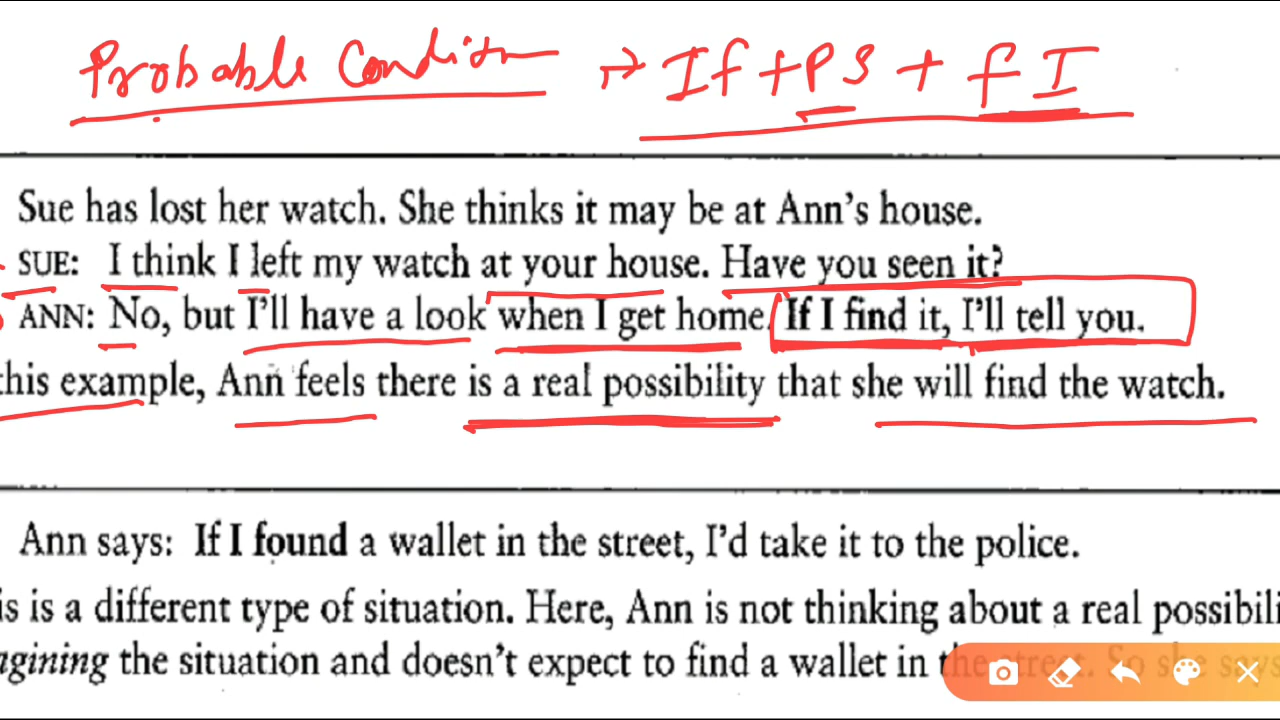 Probable Condition → If + PS + f I
Sue has lost her watch. She thinks it may be at Ann's house.
SUE: I think I left my watch at your house. Have you seen it?
ANN: No, but I'll have a look when I get home. If I find it, I'll tell you.
this example, Ann feels there is a real possibility that she will find the watch.
Ann says: If I found a wallet in the street, I'd take it to the police.
is is a different type of situation. Here, Ann is not thinking about a real possibili
agining the situation and doesn't expect to find a wallet in the street. So she says